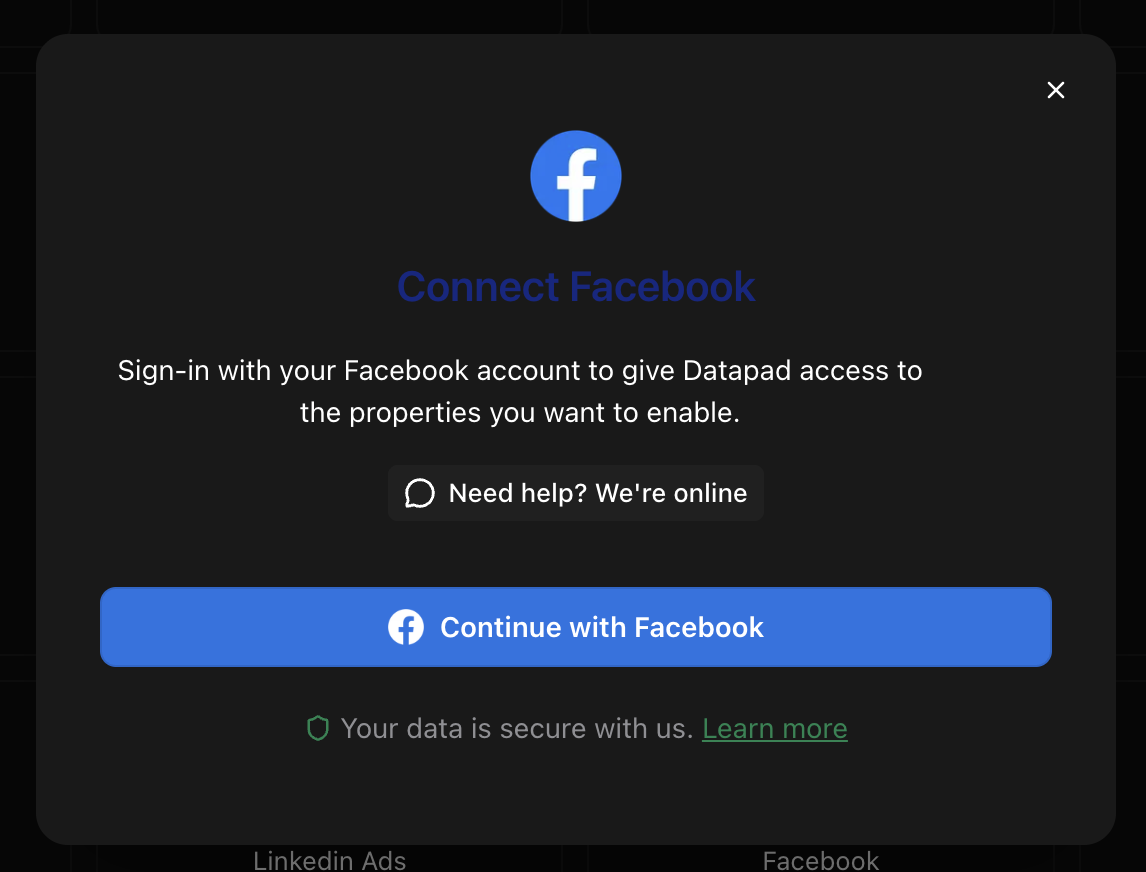 Connect Facebook
Sign-in with your Facebook account to give Datapad access to
the properties you want to enable.
Need help? We're online
Continue with Facebook
Your data is secure with us. Learn more
Linkedin Ads
Facebook